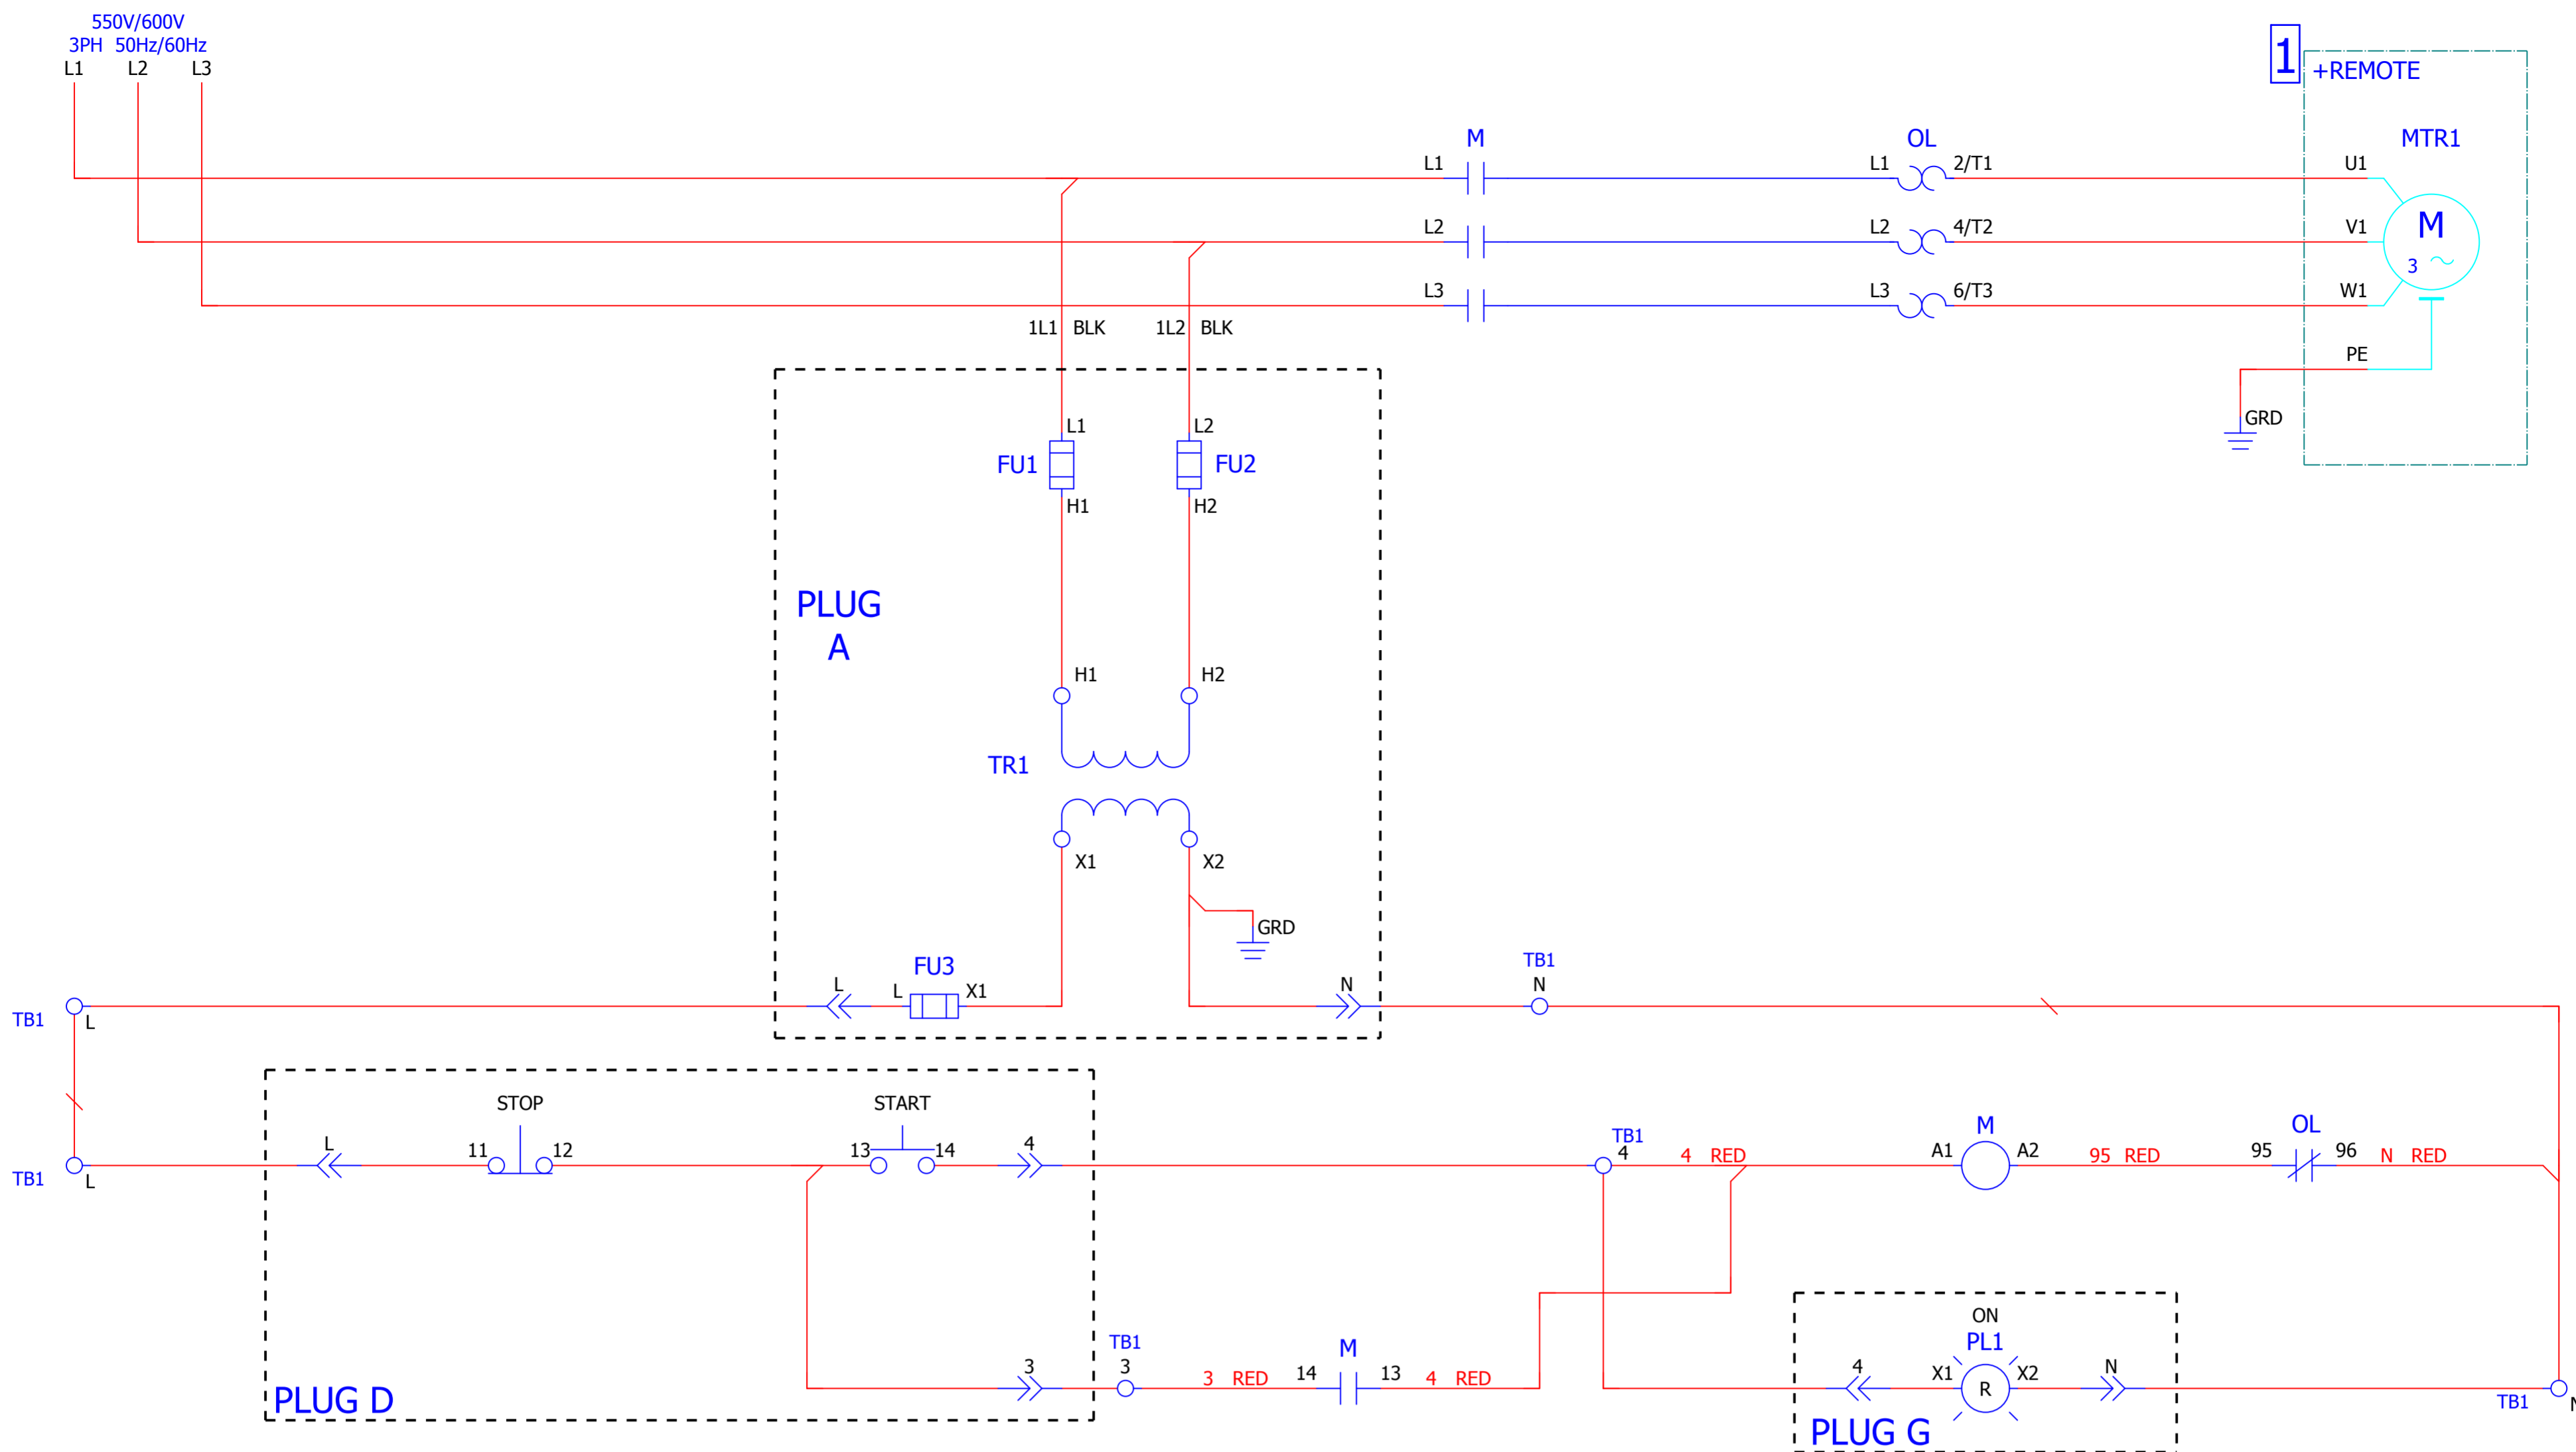 550V/600V
3PH 50Hz/60Hz
L1 L2 L3
1 +REMOTE
M OL MTR1
L1 L1 2/T1 U1
L2 L2 4/T2 V1 M
3
L3 L3 6/T3 W1
1L1 BLK 1L2 BLK
PE
GRD
L1 L2
FU1 FU2
H1 H2
PLUG
A
H1 H2
TR1
X1 X2
GRD
FU3
TB1
L L X1 N N
TB1 L
STOP START
M OL
TB1
L 11 12 13 14 4 4 4 RED A1 A2 95 RED 95 96 N RED
TB1 L
ON
TB1 M PL1
3 3 3 RED 14 13 4 RED 4 X1 R X2 N
PLUG D
TB1 N
PLUG G